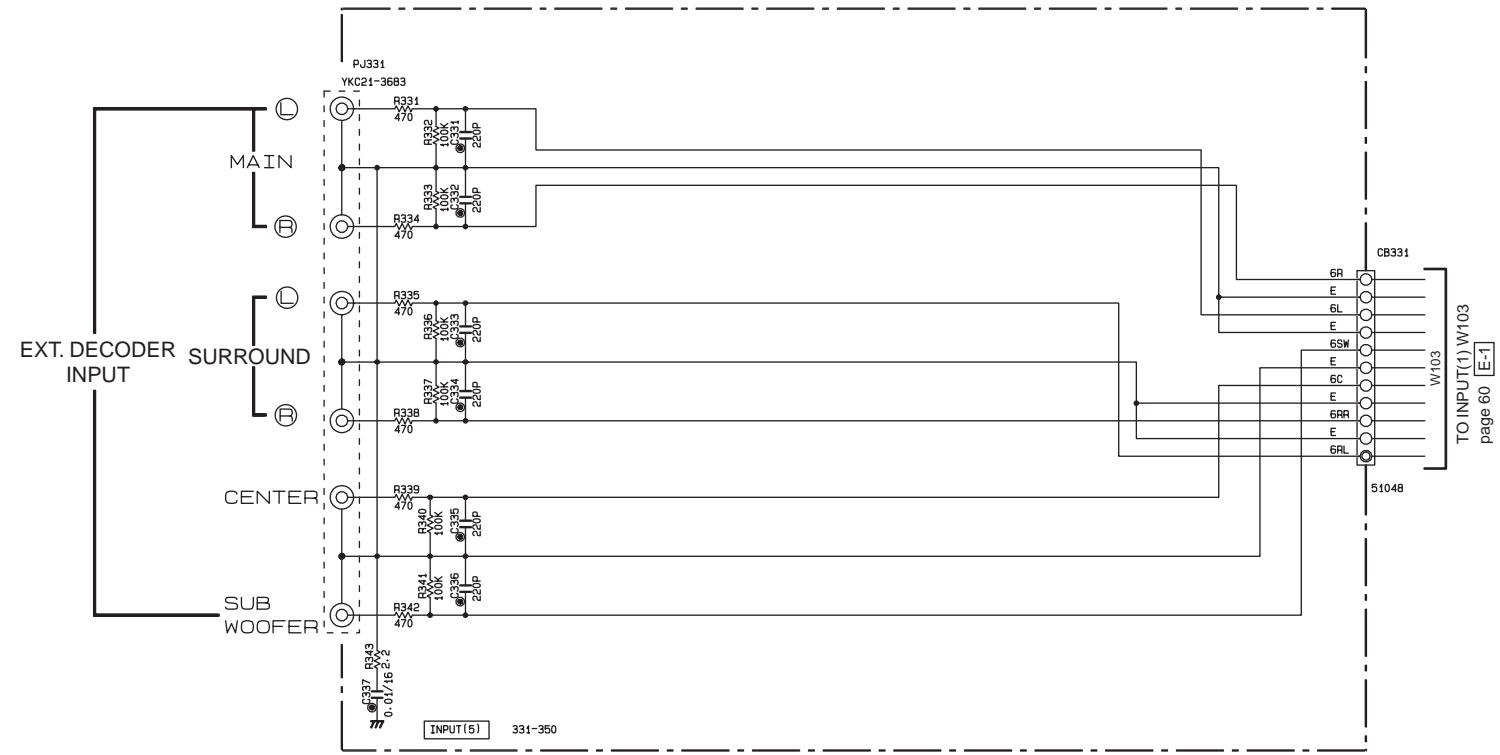 PJ331
YKC21-3683
L
MAIN
R
R331
470
R332
100K
C331
220P
R333
100K
C332
220P
R334
470
EXT. DECODER
INPUT
SURROUND
L
R
R335
470
R336
100K
C333
220P
R337
100K
C334
220P
R338
470
CENTER
SUB
WOOFER
R339
470
R340
100K
C335
220P
R341
100K
C336
220P
R342
470
R343
2.2
C337
0.01/16
INPUT(5)
331-350
CB331
6R
E
6L
E
6SW
E
6C
E
6RR
E
6RL
51048
W103
TO INPUT(1) W103
page 60 E-1